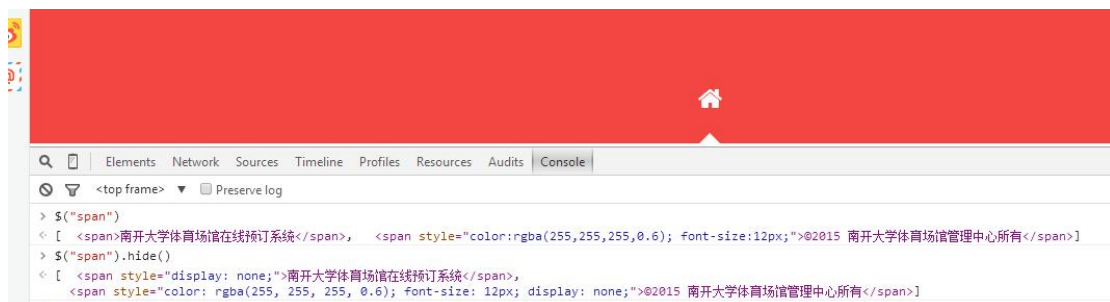 Elements Network Sources Timeline Profiles Resources Audits Console
<top frame> ▼ Preserve log
> $("span")
[ <span>南开大学体育场馆在线预订系统</span>, <span style="color:rgba(255,255,255,0.6); font-size:12px;">©2015 南开大学体育场馆管理中心所有</span>]
> $("span").hide()
[ <span style="display: none;">南开大学体育场馆在线预订系统</span>,
<span style="color: rgba(255, 255, 255, 0.6); font-size: 12px; display: none;">©2015 南开大学体育场馆管理中心所有</span>]